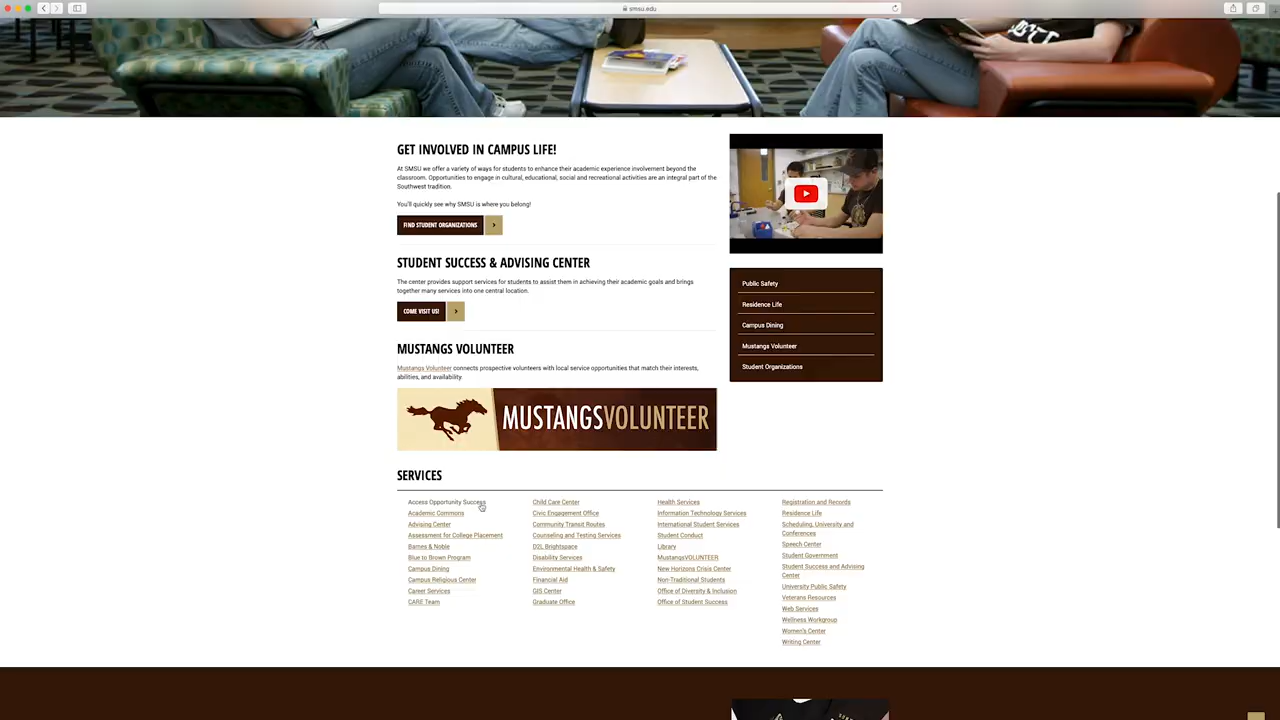 smsu.edu
GET INVOLVED IN CAMPUS LIFE!
At SMSU we offer a variety of ways for students to enhance their academic experience involvement beyond the
classroom. Opportunities to engage in cultural, educational, social and recreational activities are an integral part of the
Southwest tradition.
You'll quickly see why SMSU is where you belong!
FIND STUDENT ORGANIZATIONS
STUDENT SUCCESS & ADVISING CENTER
The center provides support services for students to assist them in achieving their academic goals and brings
together many services into one central location.
COME VISIT US!
MUSTANGS VOLUNTEER
Mustangs Volunteer connects prospective volunteers with local service opportunities that match their interests,
abilities, and availability.
MUSTANGSVOLUNTEER
Public Safety
Residence Life
Campus Dining
Mustangs Volunteer
Student Organizations
SERVICES
Access Opportunity Success
Academic Commons
Advising Center
Assessment for College Placement
Barnes & Noble
Blue to Brown Program
Campus Dining
Campus Religious Center
Career Services
CARE Team
Child Care Center
Civic Engagement Office
Community Transit Routes
Counseling and Testing Services
D2L Brightspace
Disability Services
Environmental Health & Safety
Financial Aid
GIS Center
Graduate Office
Health Services
Information Technology Services
International Student Services
Student Conduct
Library
MustangsVOLUNTEER
New Horizons Crisis Center
Non-Traditional Students
Office of Diversity & Inclusion
Office of Student Success
Registration and Records
Residence Life
Scheduling, University and
Conferences
Speech Center
Student Government
Student Success and Advising
Center
University Public Safety
Veterans Resources
Web Services
Wellness Workgroup
Women's Center
Writing Center